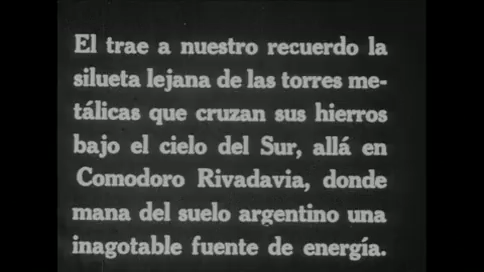 El trae a nuestro recuerdo la
silueta lejana de las torres me-
tálicas que cruzan sus hierros
bajo el cielo del Sur, allá en
Comodoro Rivadavia, donde
mana del suelo argentino una
inagotable fuente de energía.